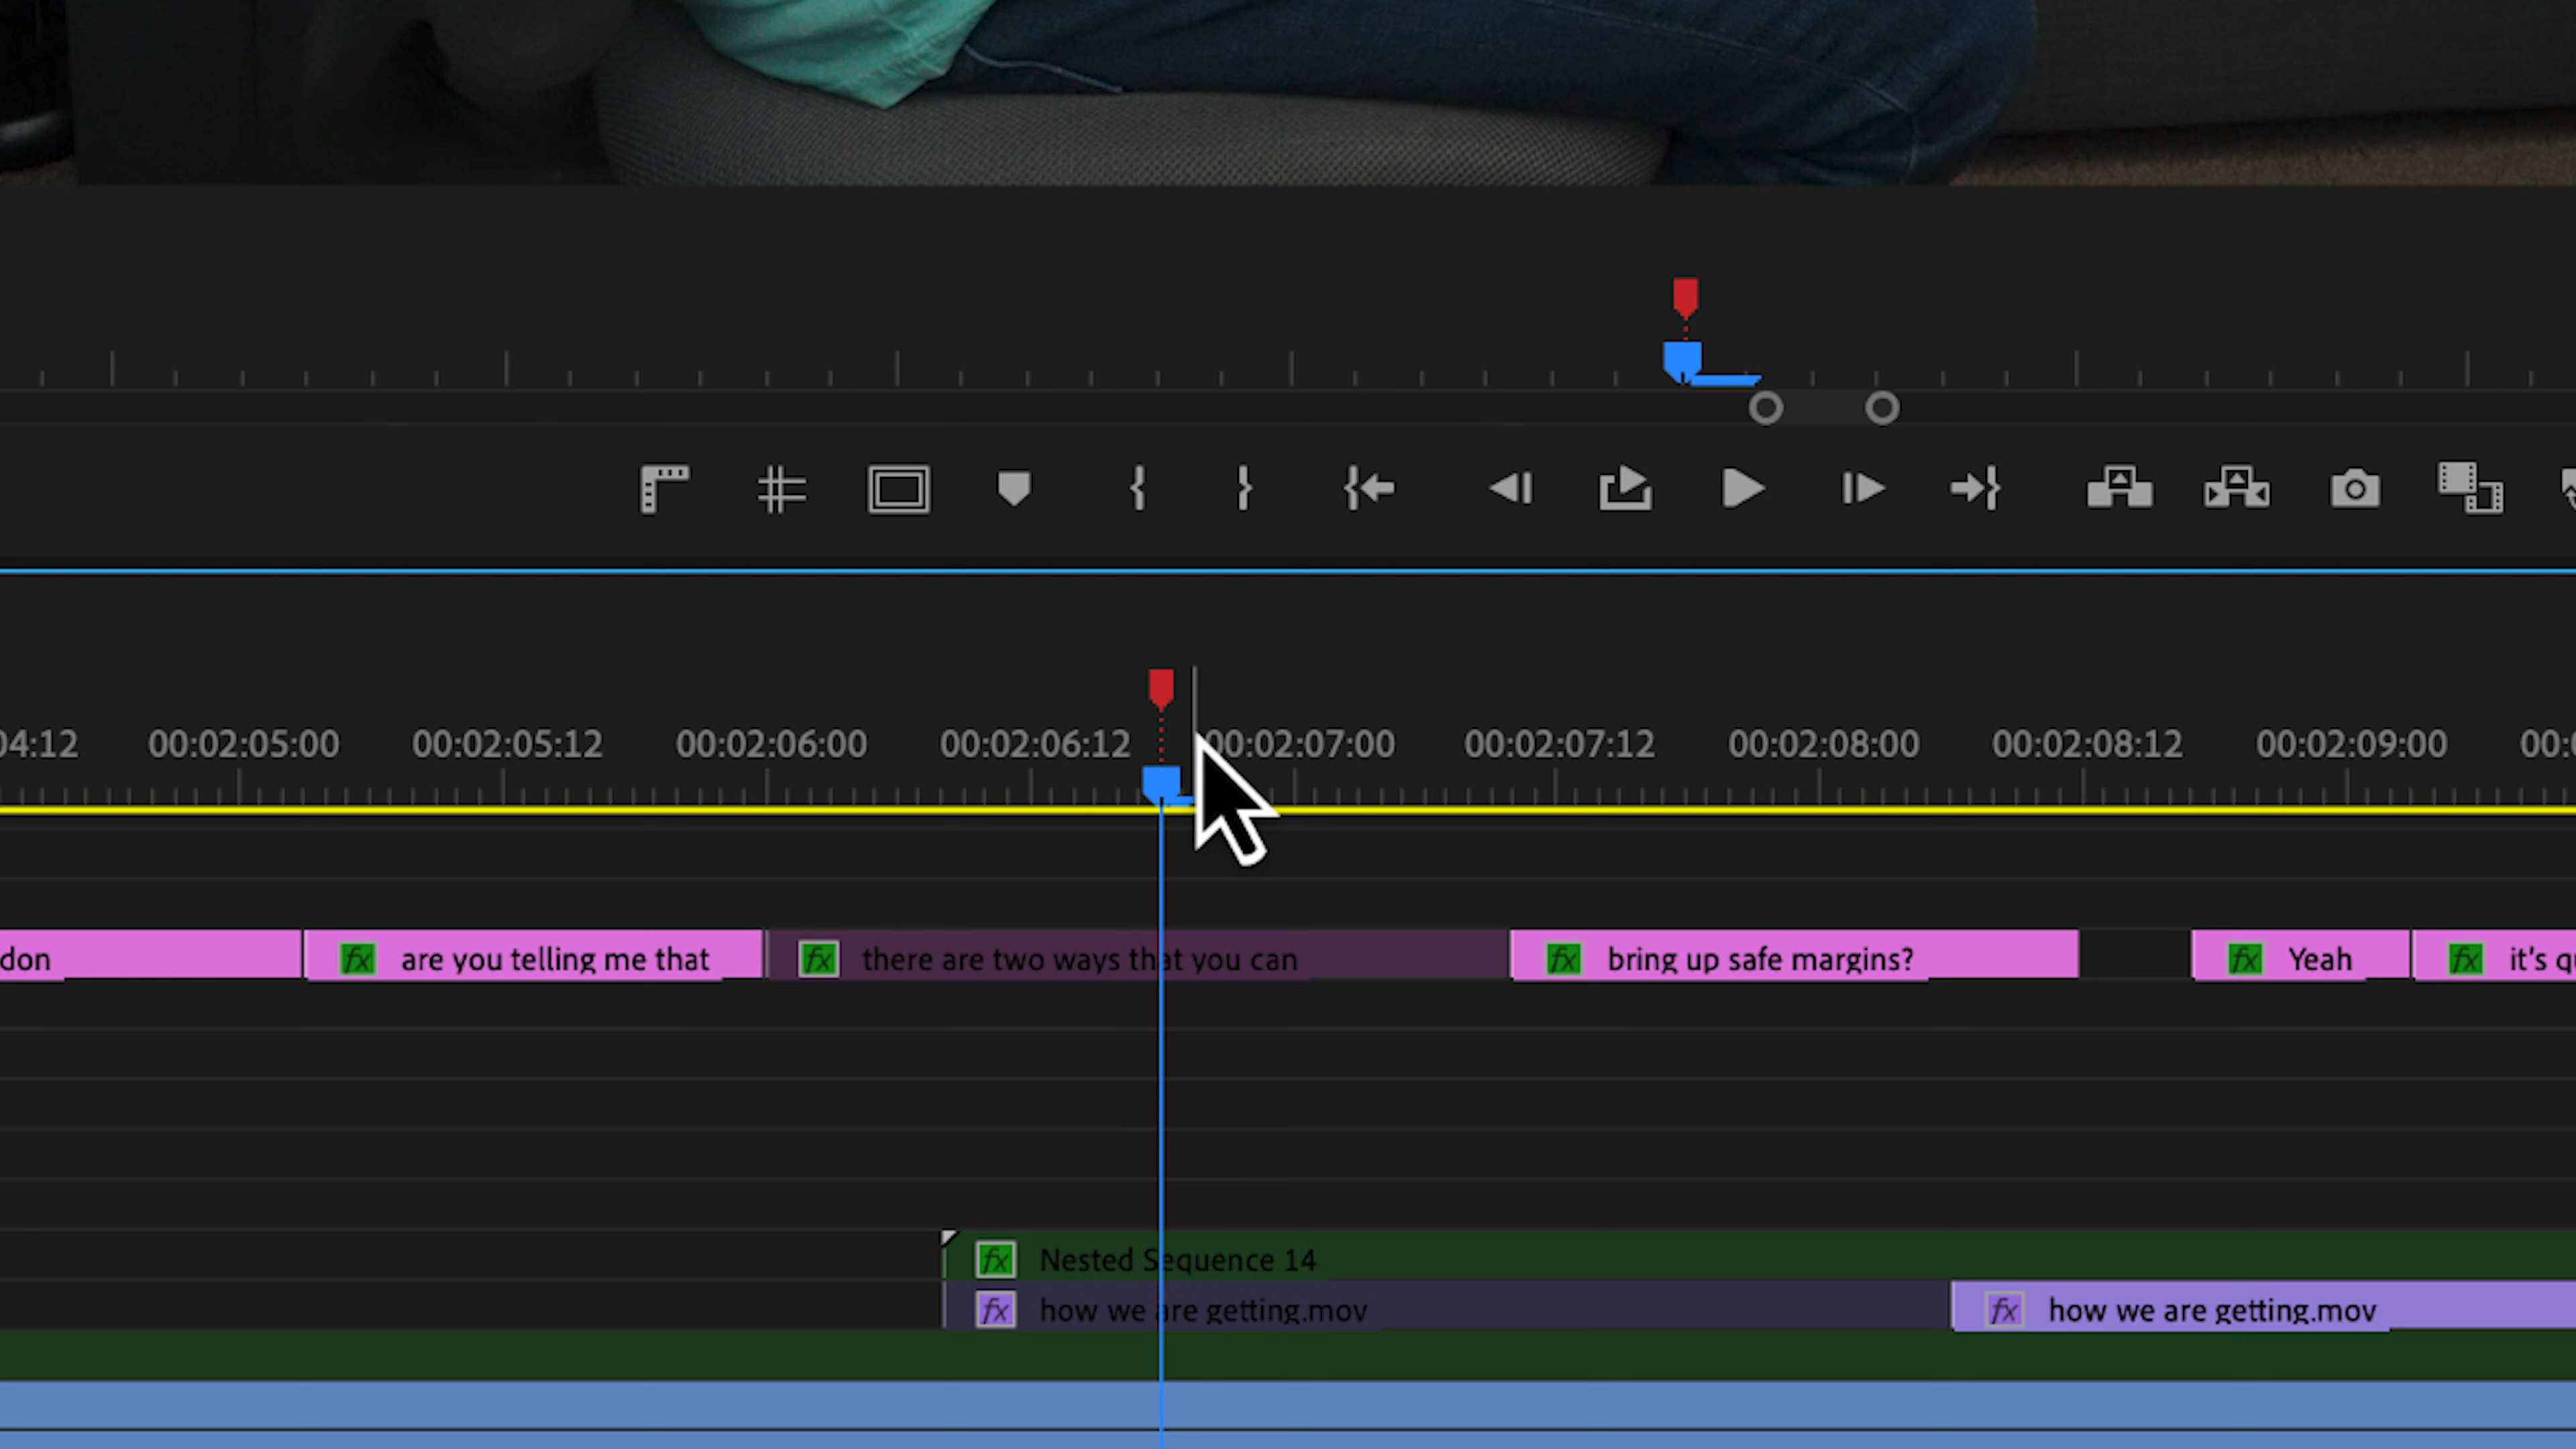 04:12 00:02:05:00 00:02:05:12 00:02:06:00 00:02:06:12 00:02:07:00 00:02:07:12 00:02:08:00 00:02:08:12 00:02:09:00 00:
don fx are you telling me that fx there are two ways that you can fx bring up safe margins? fx Yeah fx it's
fx Nested Sequence 14
fx how we are getting.mov fx how we are getting.mov